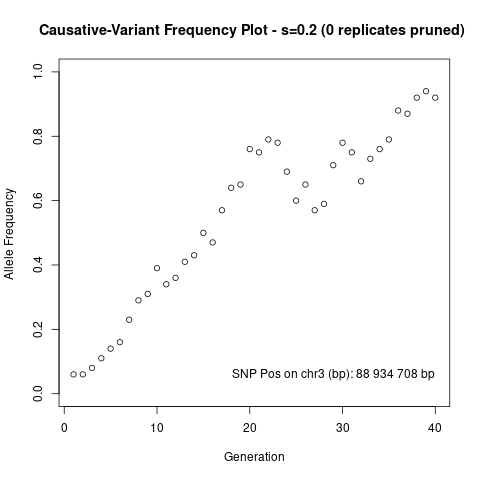 Causative-Variant Frequency Plot - s=0.2 (0 replicates pruned)
1.0
0.8
0.6
0.4
0.2
0.0
Allele Frequency
SNP Pos on chr3 (bp): 88 934 708 bp
0 10 20 30 40
Generation